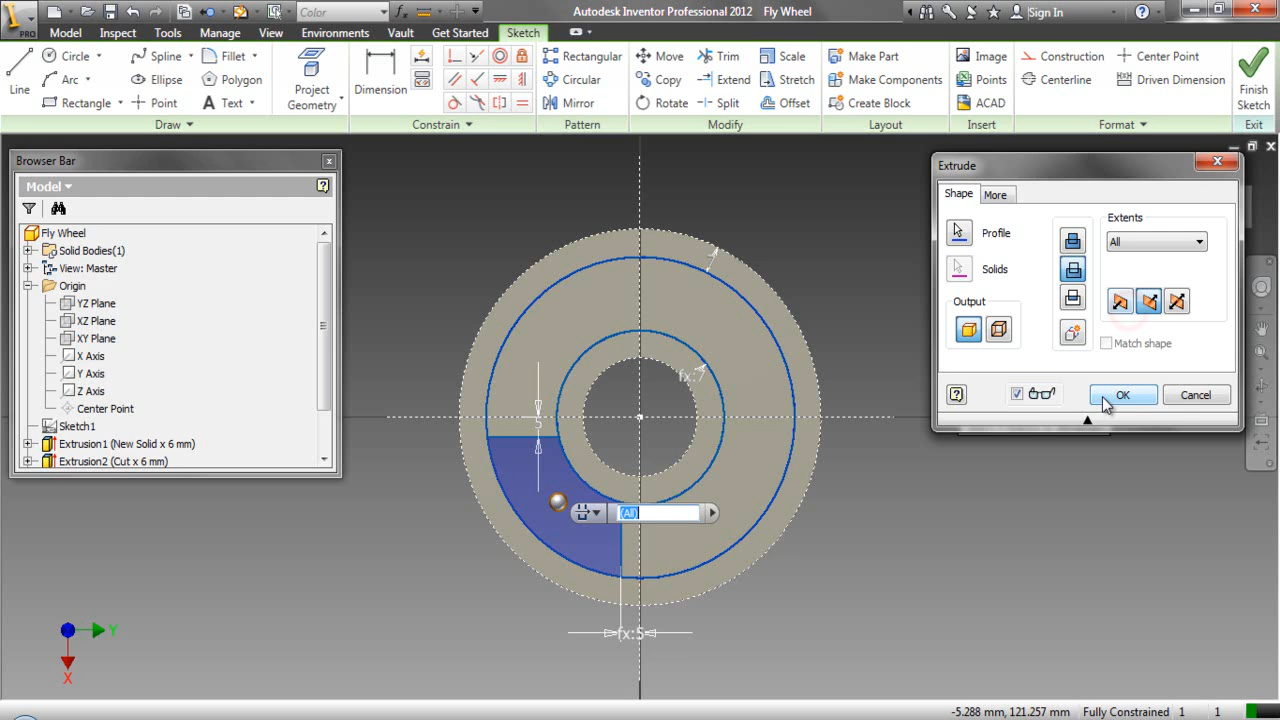 PRO
Color
Autodesk Inventor Professional 2012 Fly Wheel
Sign In
Model Inspect Tools Manage View Environments Vault Get Started Sketch
Line
Circle
Arc
Rectangle
Spline
Ellipse
Point
Fillet
Polygon
Text
Project
Geometry
Dimension
Rectangular
Circular
Mirror
Move
Copy
Rotate
Trim
Extend
Split
Scale
Stretch
Offset
Make Part
Make Components
Create Block
Image
Points
ACAD
Construction
Centerline
Center Point
Driven Dimension
Finish
Sketch
Draw
Constrain
Pattern
Modify
Layout
Insert
Format
Exit
Browser Bar
Model
Fly Wheel
Solid Bodies(1)
View: Master
Origin
YZ Plane
XZ Plane
XY Plane
X Axis
Y Axis
Z Axis
Center Point
Sketch1
Extrusion1 (New Solid x 6 mm)
Extrusion2 (Cut x 6 mm)
fx:7
5
(All)
fx:5
Y
X
Extrude
Shape More
Profile
Solids
Output
Extents
All
Match shape
OK
Cancel
-5.288 mm, 121.257 mm Fully Constrained 1 1